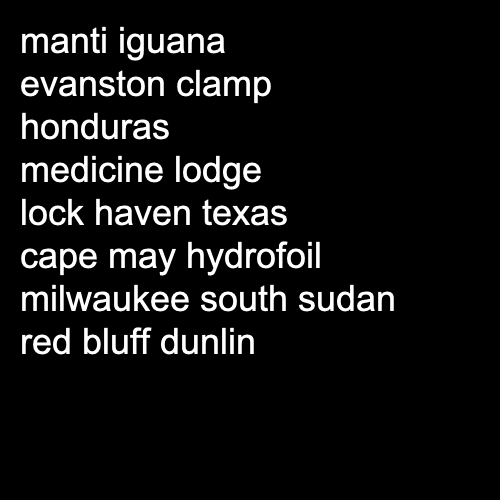 manti iguana
evanston clamp
honduras
medicine lodge
lock haven texas
cape may hydrofoil
milwaukee south sudan
red bluff dunlin